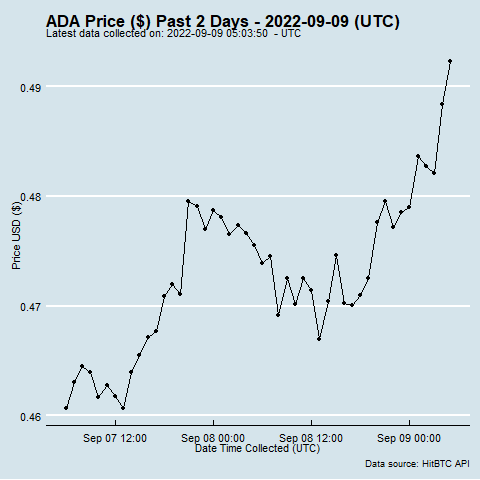 ADA Price ($) Past 2 Days - 2022-09-09 (UTC)
Latest data collected on: 2022-09-09 05:03:50  - UTC
0.49
0.48
0.47
0.46
Price USD ($)
Sep 07 12:00
Sep 08 00:00
Sep 08 12:00
Sep 09 00:00
Date Time Collected (UTC)
Data source: HitBTC API